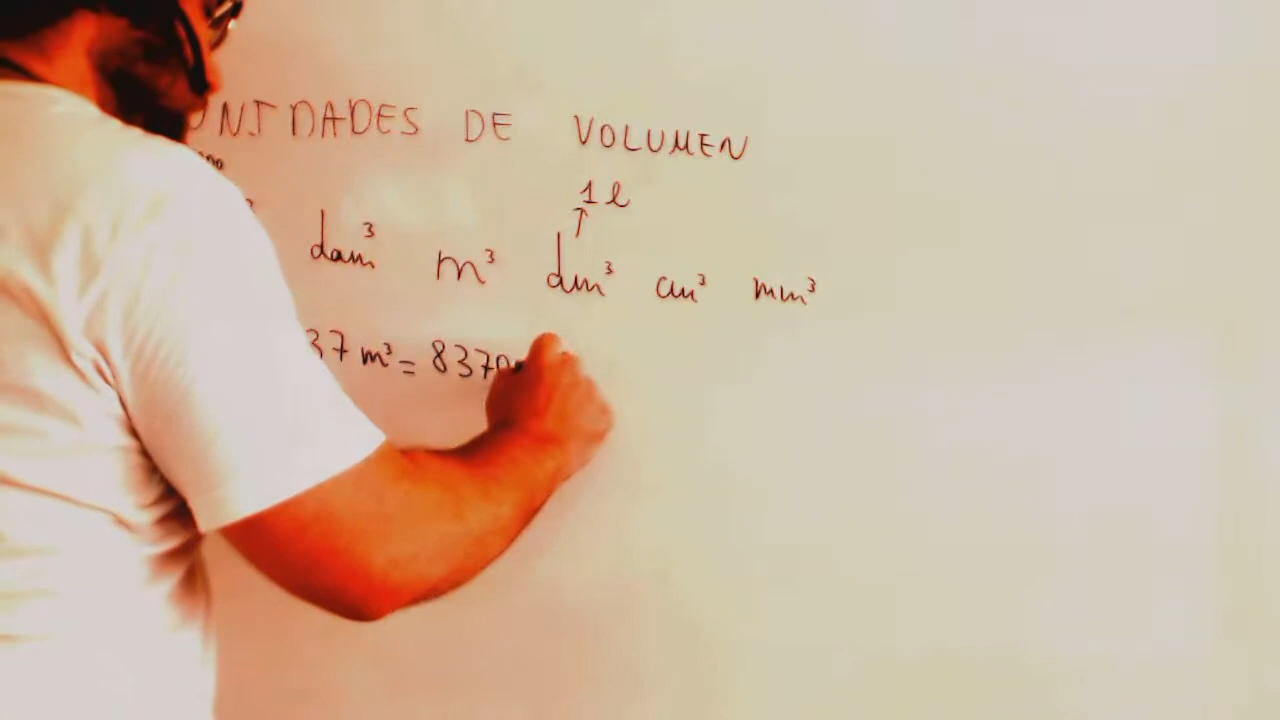 UNIDADES DE VOLUMEN
1 l
↑
dam³ m³ dm³ cm³ mm³
37 m³ = 8370